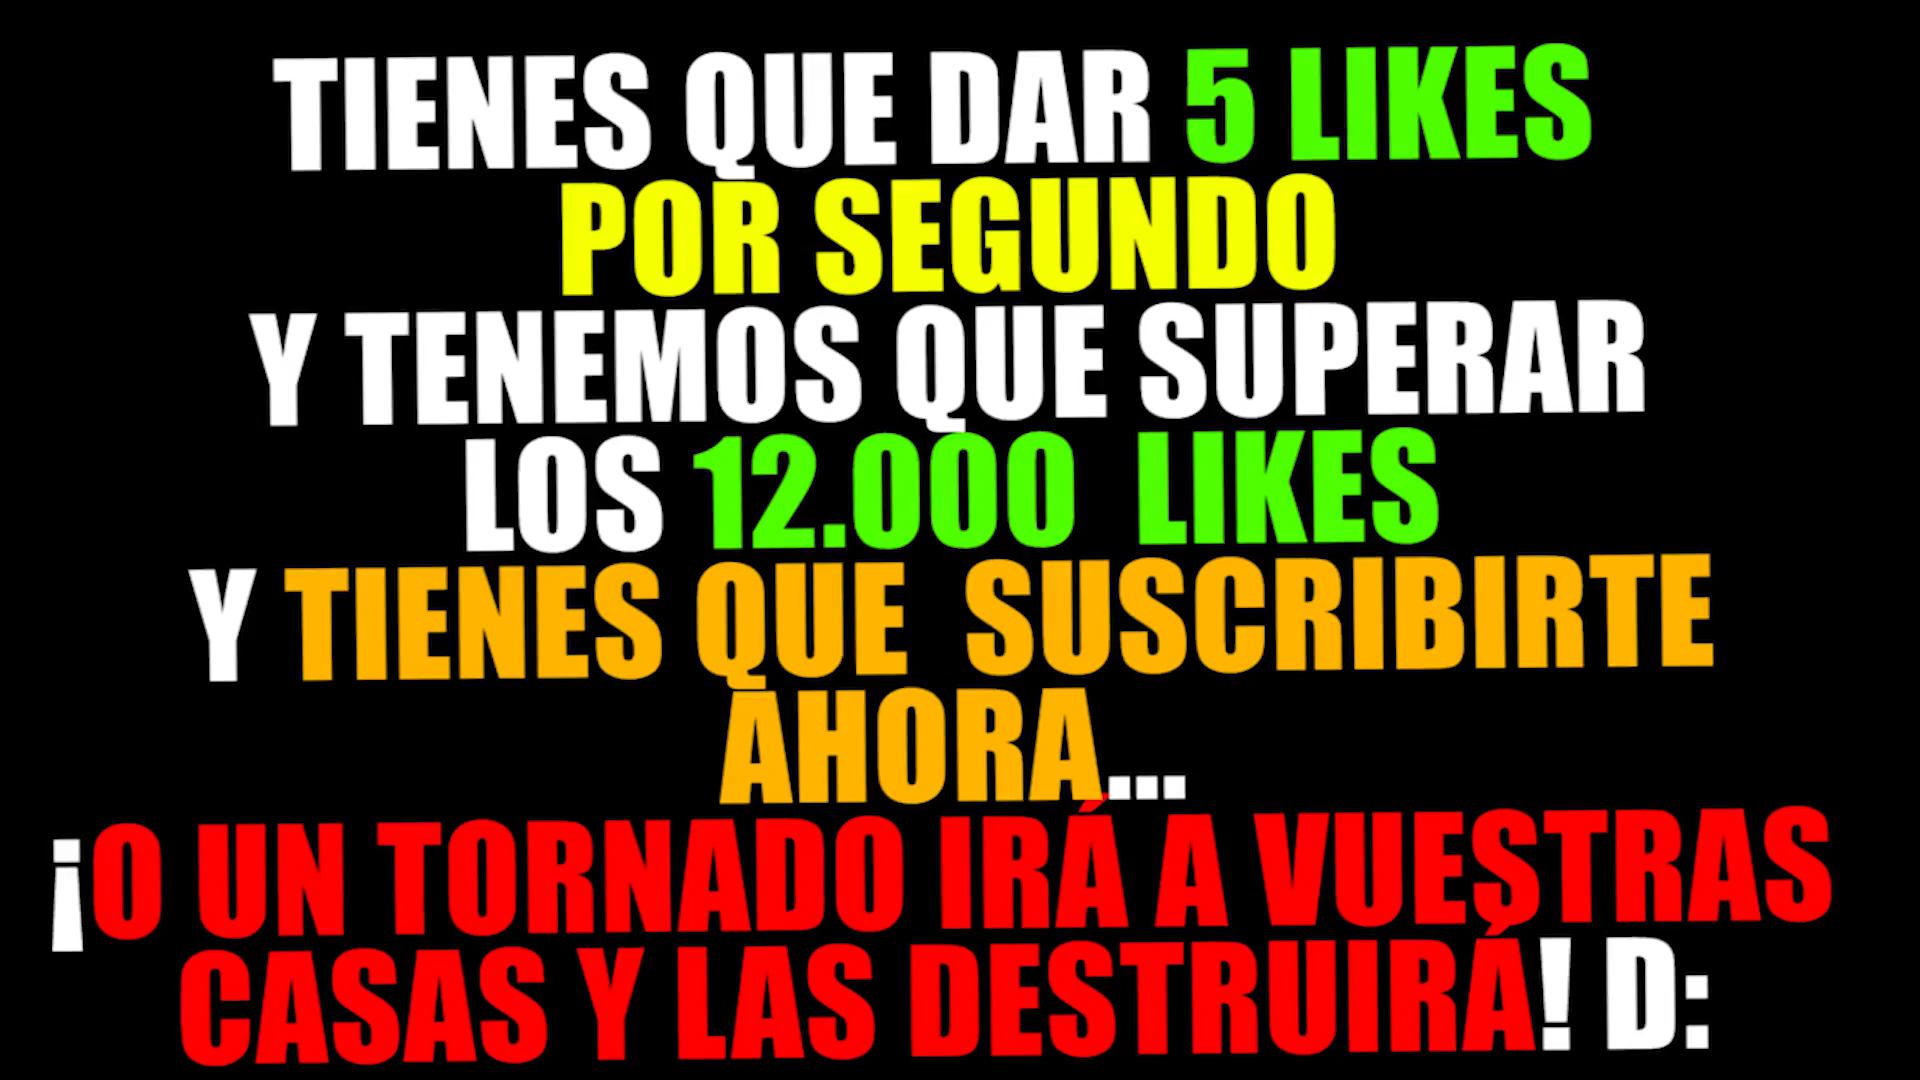 TIENES QUE DAR 5 LIKES
POR SEGUNDO
Y TENEMOS QUE SUPERAR
LOS 12.000 LIKES
Y TIENES QUE SUSCRIBIRTE
AHORA...
¡O UN TORNADO IRÁ A VUESTRAS
CASAS Y LAS DESTRUIRÁ! D: